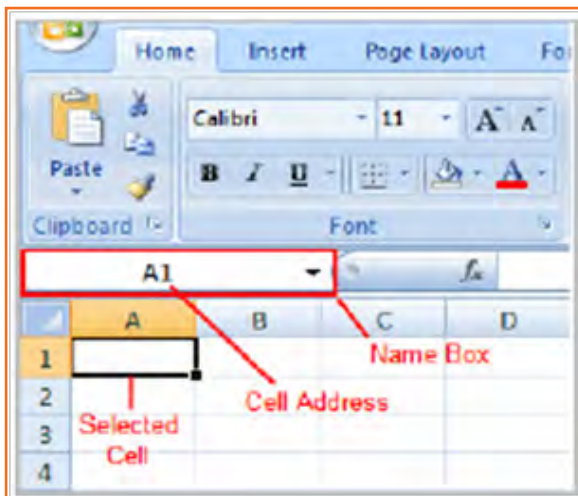 Home Insert Page Layout Fo
Calibri 11 A A
Paste B I U A
Clipboard Font
A1 fx
A B C D
1 Name Box
2 Cell Address
3 Selected
Cell
4